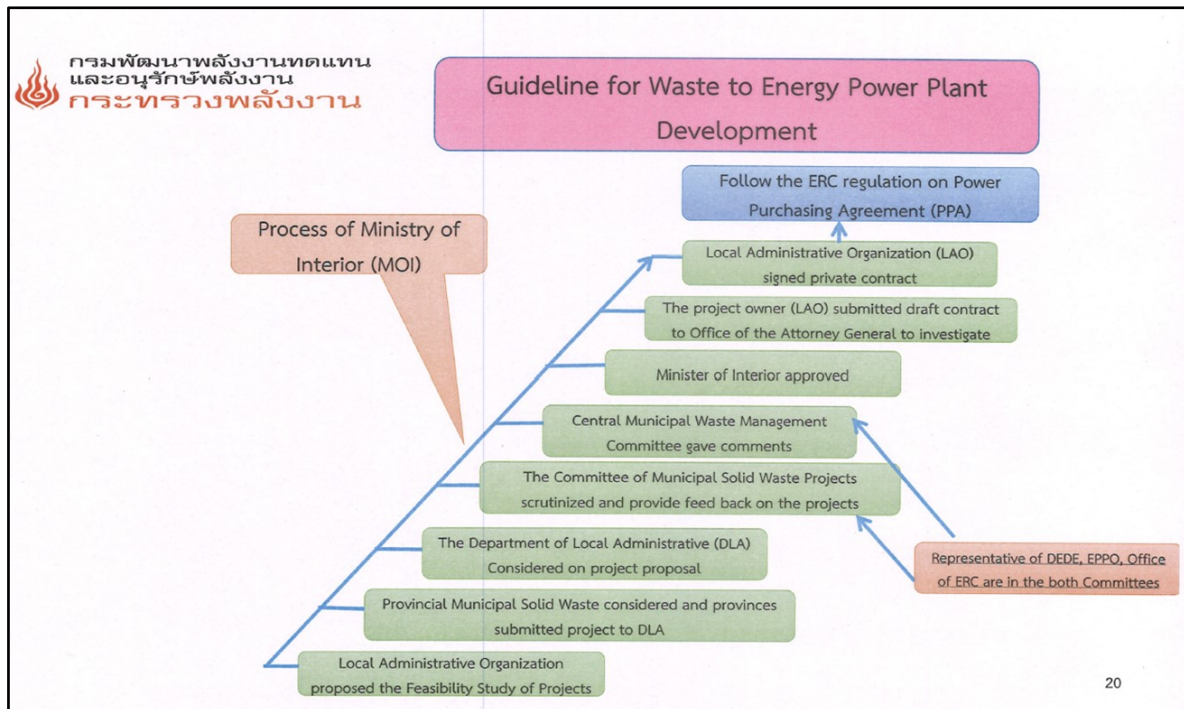 กรมพัฒนาพลังงานทดแทน
และอนุรักษ์พลังงาน
กระทรวงพลังงาน
Guideline for Waste to Energy Power Plant
Development
Follow the ERC regulation on Power
Purchasing Agreement (PPA)
Process of Ministry of
Interior (MOI)
Local Administrative Organization (LAO)
signed private contract
The project owner (LAO) submitted draft contract
to Office of the Attorney General to investigate
Minister of Interior approved
Central Municipal Waste Management
Committee gave comments
The Committee of Municipal Solid Waste Projects
scrutinized and provide feed back on the projects
The Department of Local Administrative (DLA)
Considered on project proposal
Representative of DEDE, EPPO, Office
of ERC are in the both Committees
Provincial Municipal Solid Waste considered and provinces
submitted project to DLA
Local Administrative Organization
proposed the Feasibility Study of Projects
20